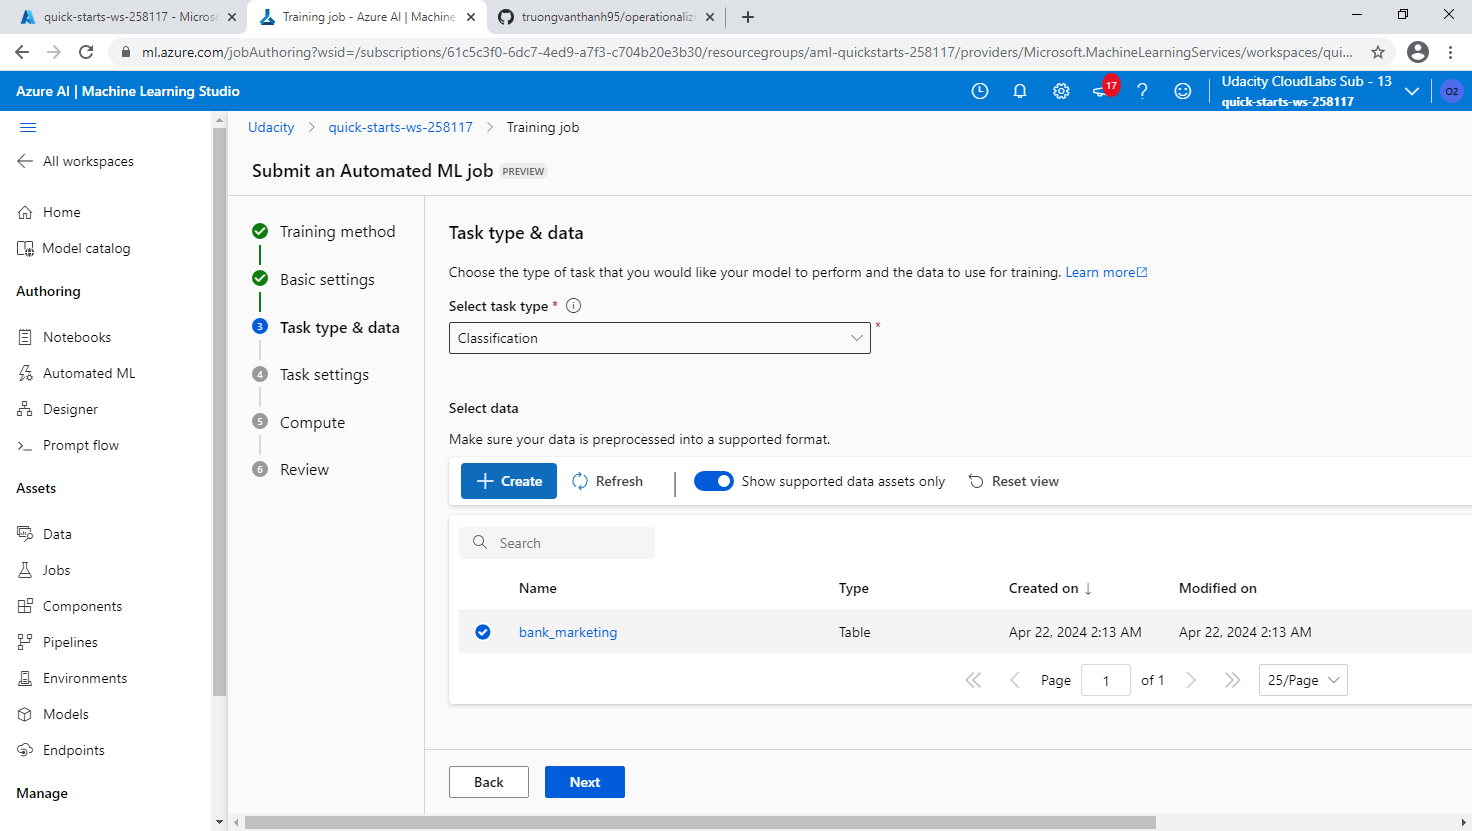 quick-starts-ws-258117 - Micros
Training job - Azure AI | Machine
truongvanthanh95/operationaliz
ml.azure.com/jobAuthoring?wsid=/subscriptions/61c5c3f0-6dc7-4ed9-a7f3-c704b20e3b30/resourcegroups/aml-quickstarts-258117/providers/Microsoft.MachineLearningServices/workspaces/qui...
Azure AI | Machine Learning Studio
17
Udacity CloudLabs Sub - 13
quick-starts-ws-258117
O2
All workspaces
Home
Model catalog
Authoring
Notebooks
Automated ML
Designer
Prompt flow
Assets
Data
Jobs
Components
Pipelines
Environments
Models
Endpoints
Manage
Udacity > quick-starts-ws-258117 > Training job
Submit an Automated ML job PREVIEW
Training method
Basic settings
3 Task type & data
4 Task settings
5 Compute
6 Review
Task type & data
Choose the type of task that you would like your model to perform and the data to use for training. Learn more
Select task type *
Classification *
Select data
Make sure your data is preprocessed into a supported format.
Create Refresh | Show supported data assets only Reset view
Search
Name Type Created on ↓ Modified on
bank_marketing Table Apr 22, 2024 2:13 AM Apr 22, 2024 2:13 AM
Page 1 of 1 25/Page
Back Next